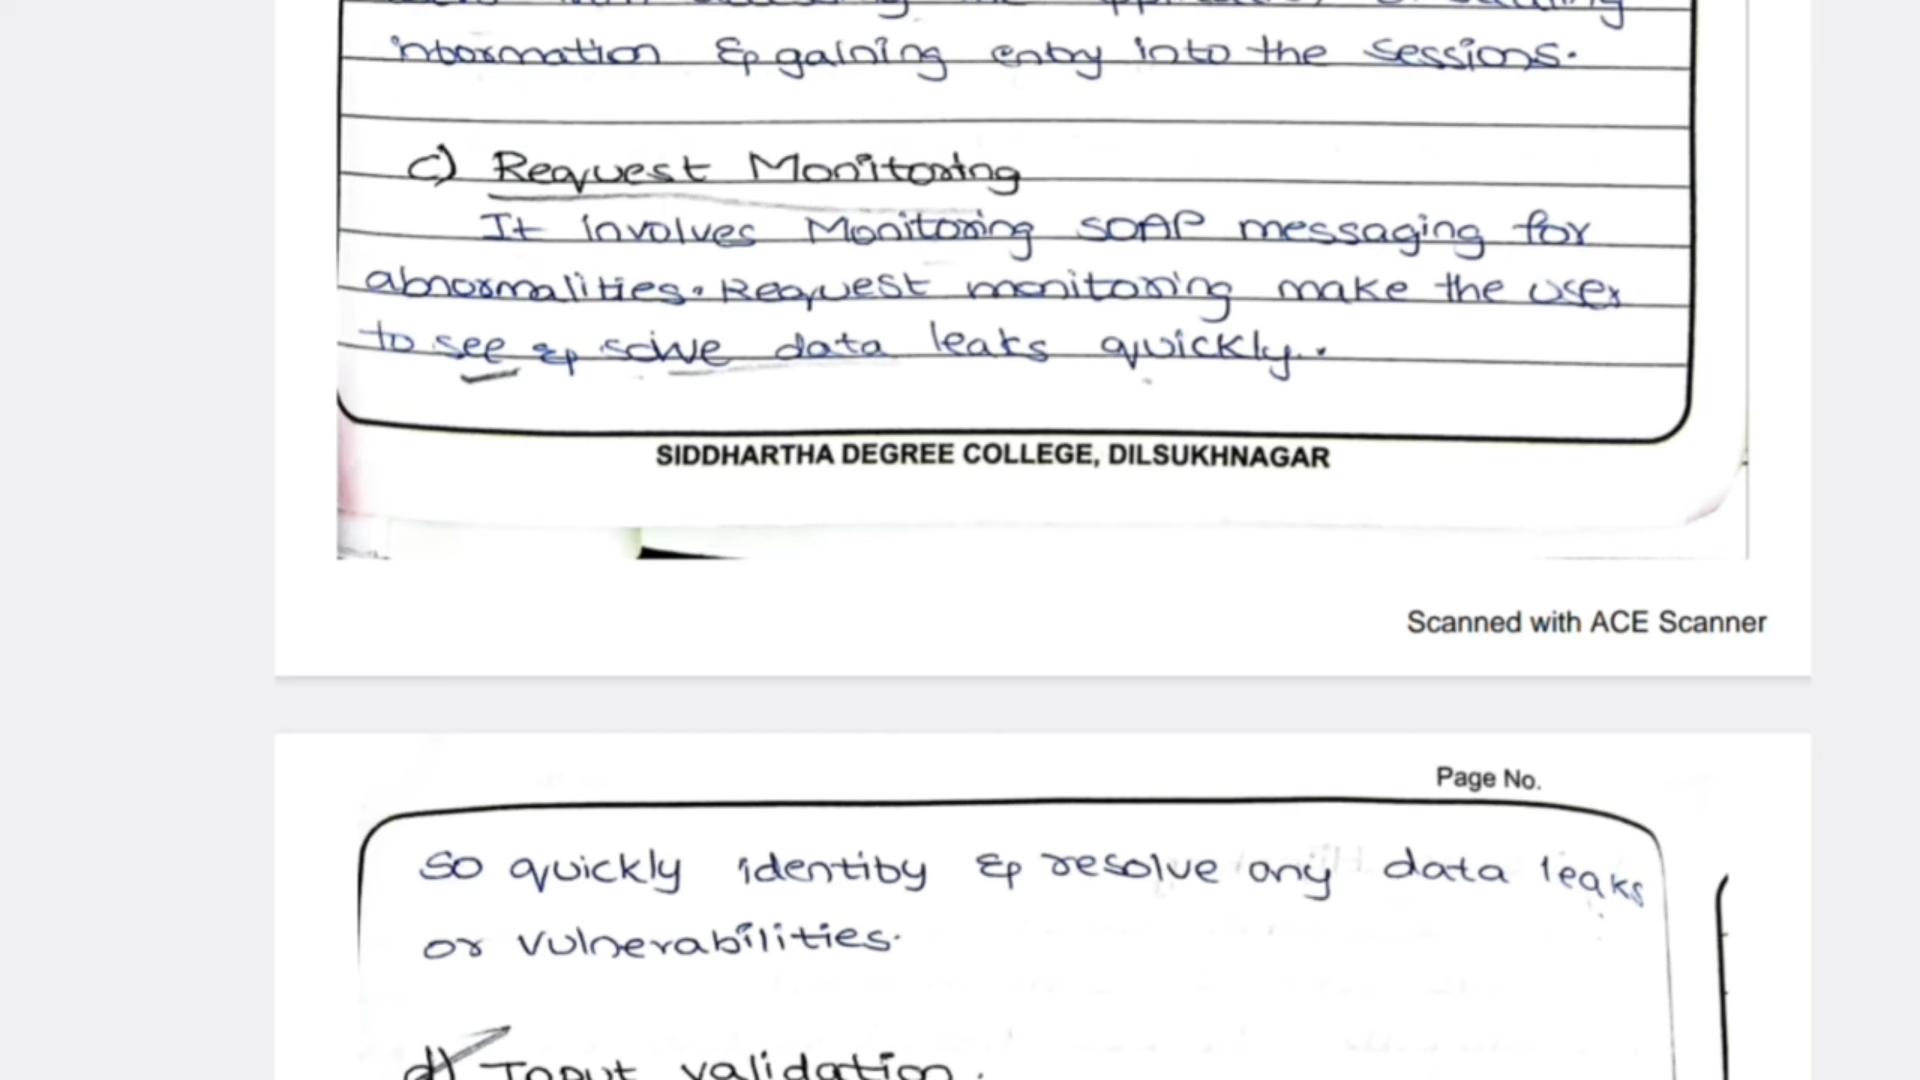 information & gaining entry into the sessions.
c) Request Monitoring
It involves Monitoring SOAP messaging for
abnormalities. Request monitoring make the user
to see & solve data leaks quickly.
SIDDHARTHA DEGREE COLLEGE, DILSUKHNAGAR
Scanned with ACE Scanner
Page No.
so quickly identify & resolve any data leaks
or vulnerabilities.
d) Input validation.